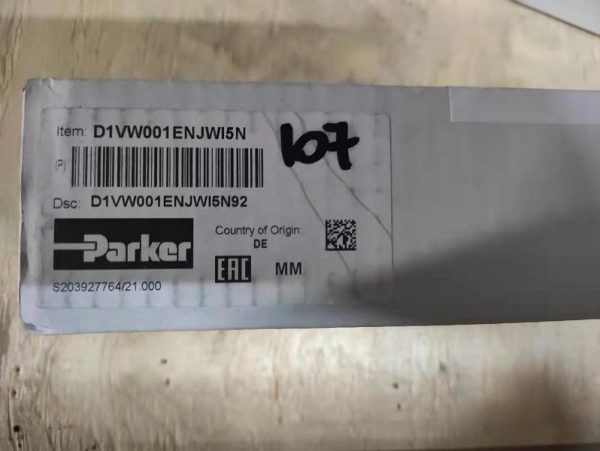 Item: D1VW001ENJWI5N
107
(P)
Dsc: D1VW001ENJWI5N92
Parker
Country of Origin:
DE
EAC
MM
S203927764/21.000